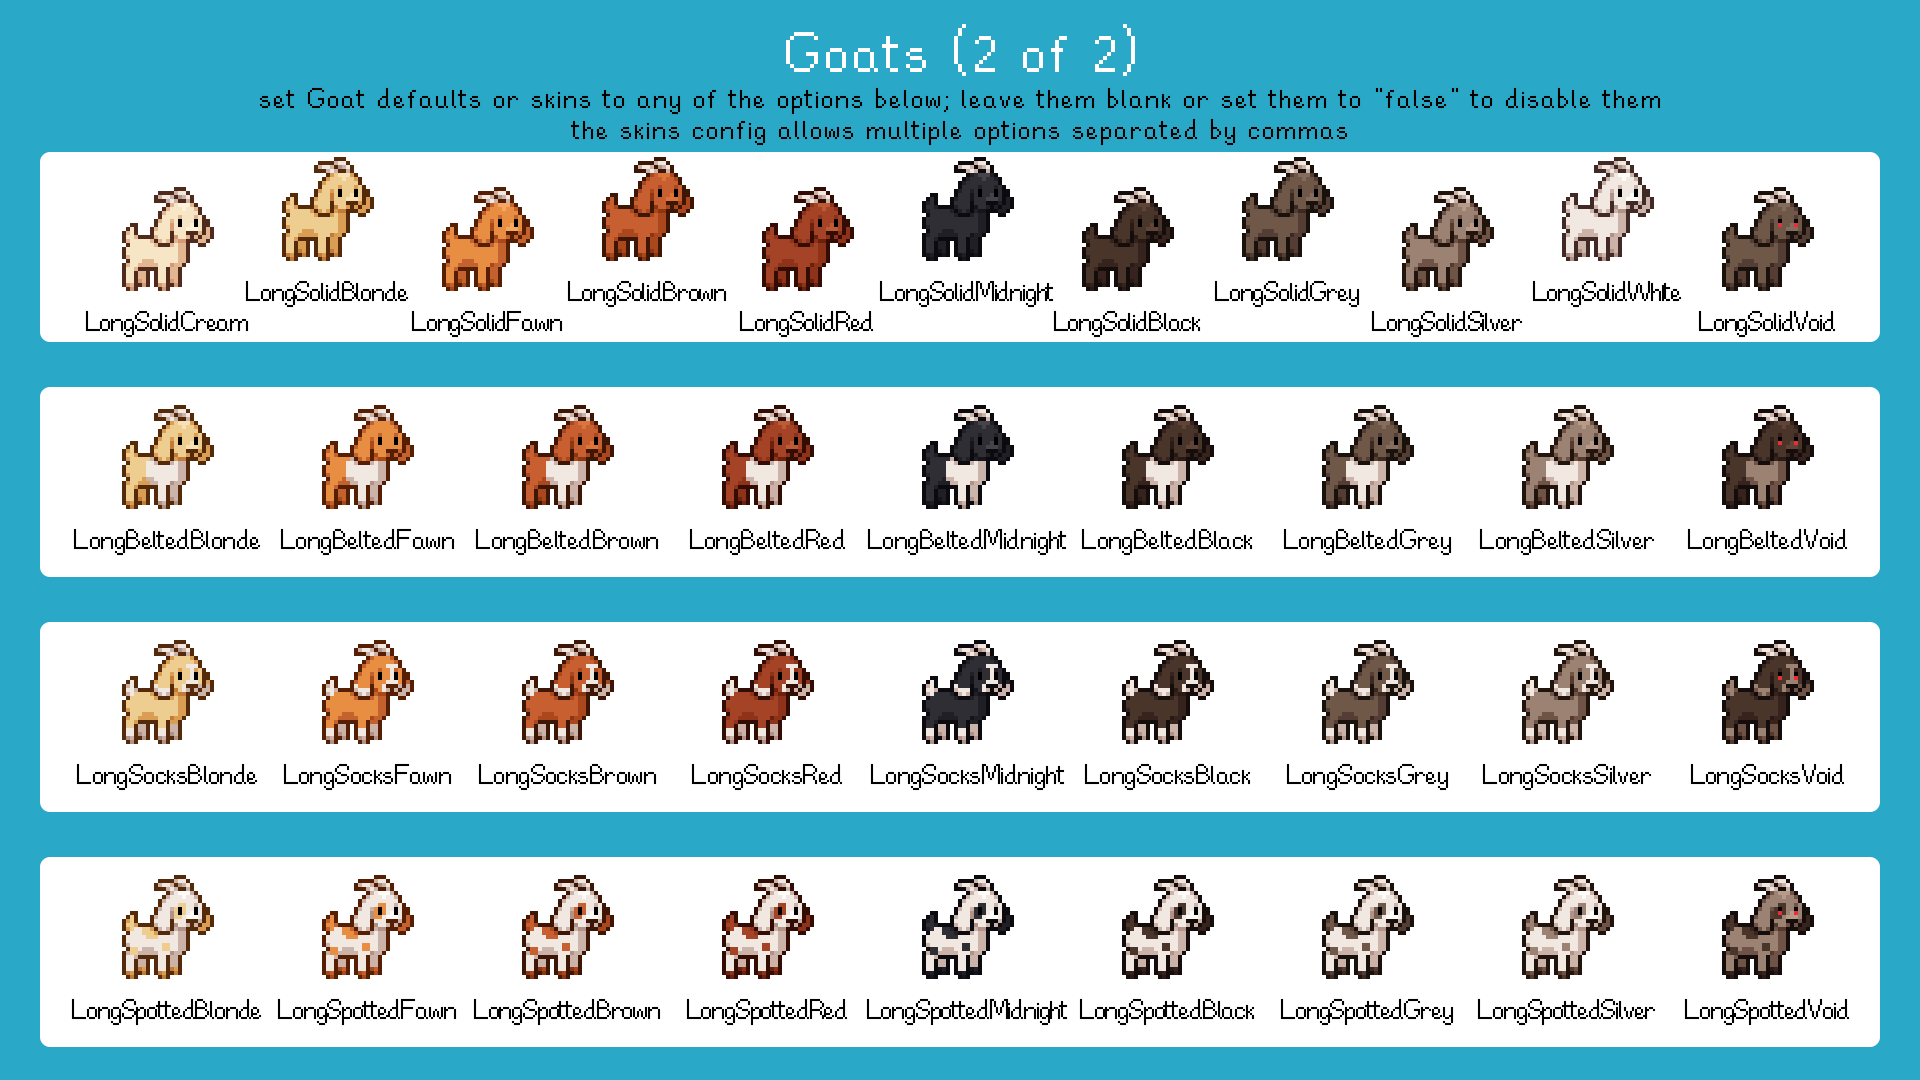 Goats (2 of 2)
set Goat defaults or skins to any of the options below; leave them blank or set them to "false" to disable them
the skins config allows multiple options separated by commas
LongSolidBlonde LongSolidBrown LongSolidMidnight LongSolidGrey LongSolidWhite
LongSolidCream LongSolidFawn LongSolidRed LongSolidBlack LongSolidSilver LongSolidVoid
LongBeltedBlonde LongBeltedFawn LongBeltedBrown LongBeltedRed LongBeltedMidnight LongBeltedBlack LongBeltedGrey LongBeltedSilver LongBeltedVoid
LongSocksBlonde LongSocksFawn LongSocksBrown LongSocksRed LongSocksMidnight LongSocksBlack LongSocksGrey LongSocksSilver LongSocksVoid
LongSpottedBlonde LongSpottedFawn LongSpottedBrown LongSpottedRed LongSpottedMidnight LongSpottedBlack LongSpottedGrey LongSpottedSilver LongSpottedVoid